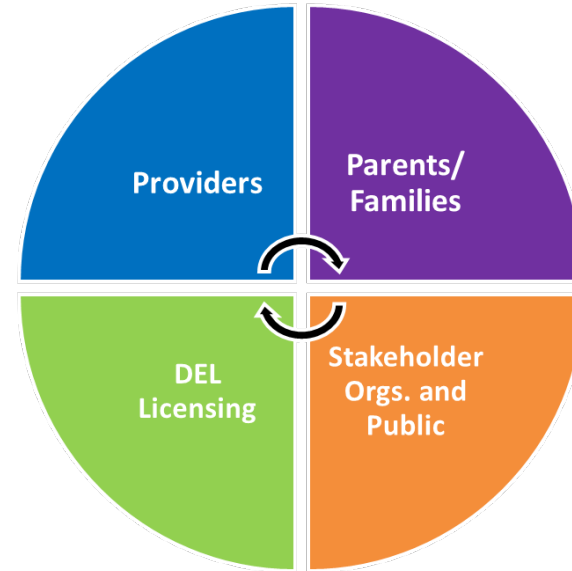 Providers
Parents/
Families
DEL
Licensing
Stakeholder
Orgs. and
Public